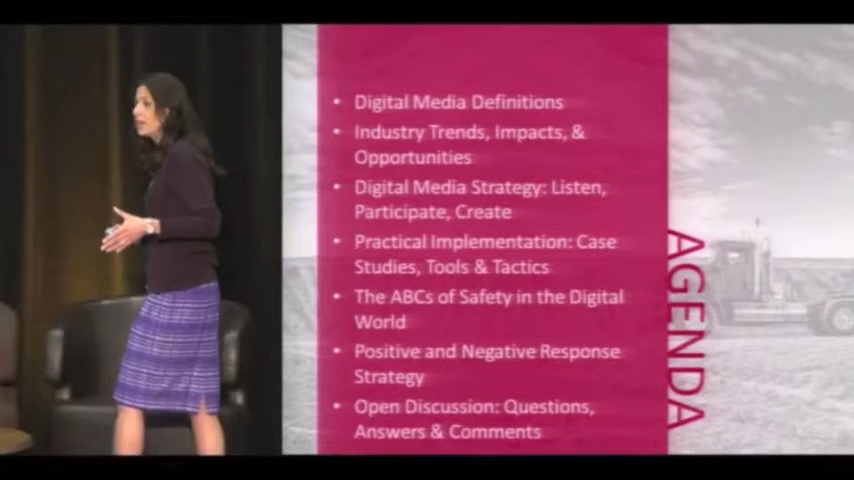 • Digital Media Definitions
• Industry Trends, Impacts, &
Opportunities
• Digital Media Strategy: Listen,
Participate, Create
• Practical Implementation: Case
Studies, Tools & Tactics
• The ABCs of Safety in the Digital
World
• Positive and Negative Response
Strategy
• Open Discussion: Questions,
Answers & Comments
AGENDA